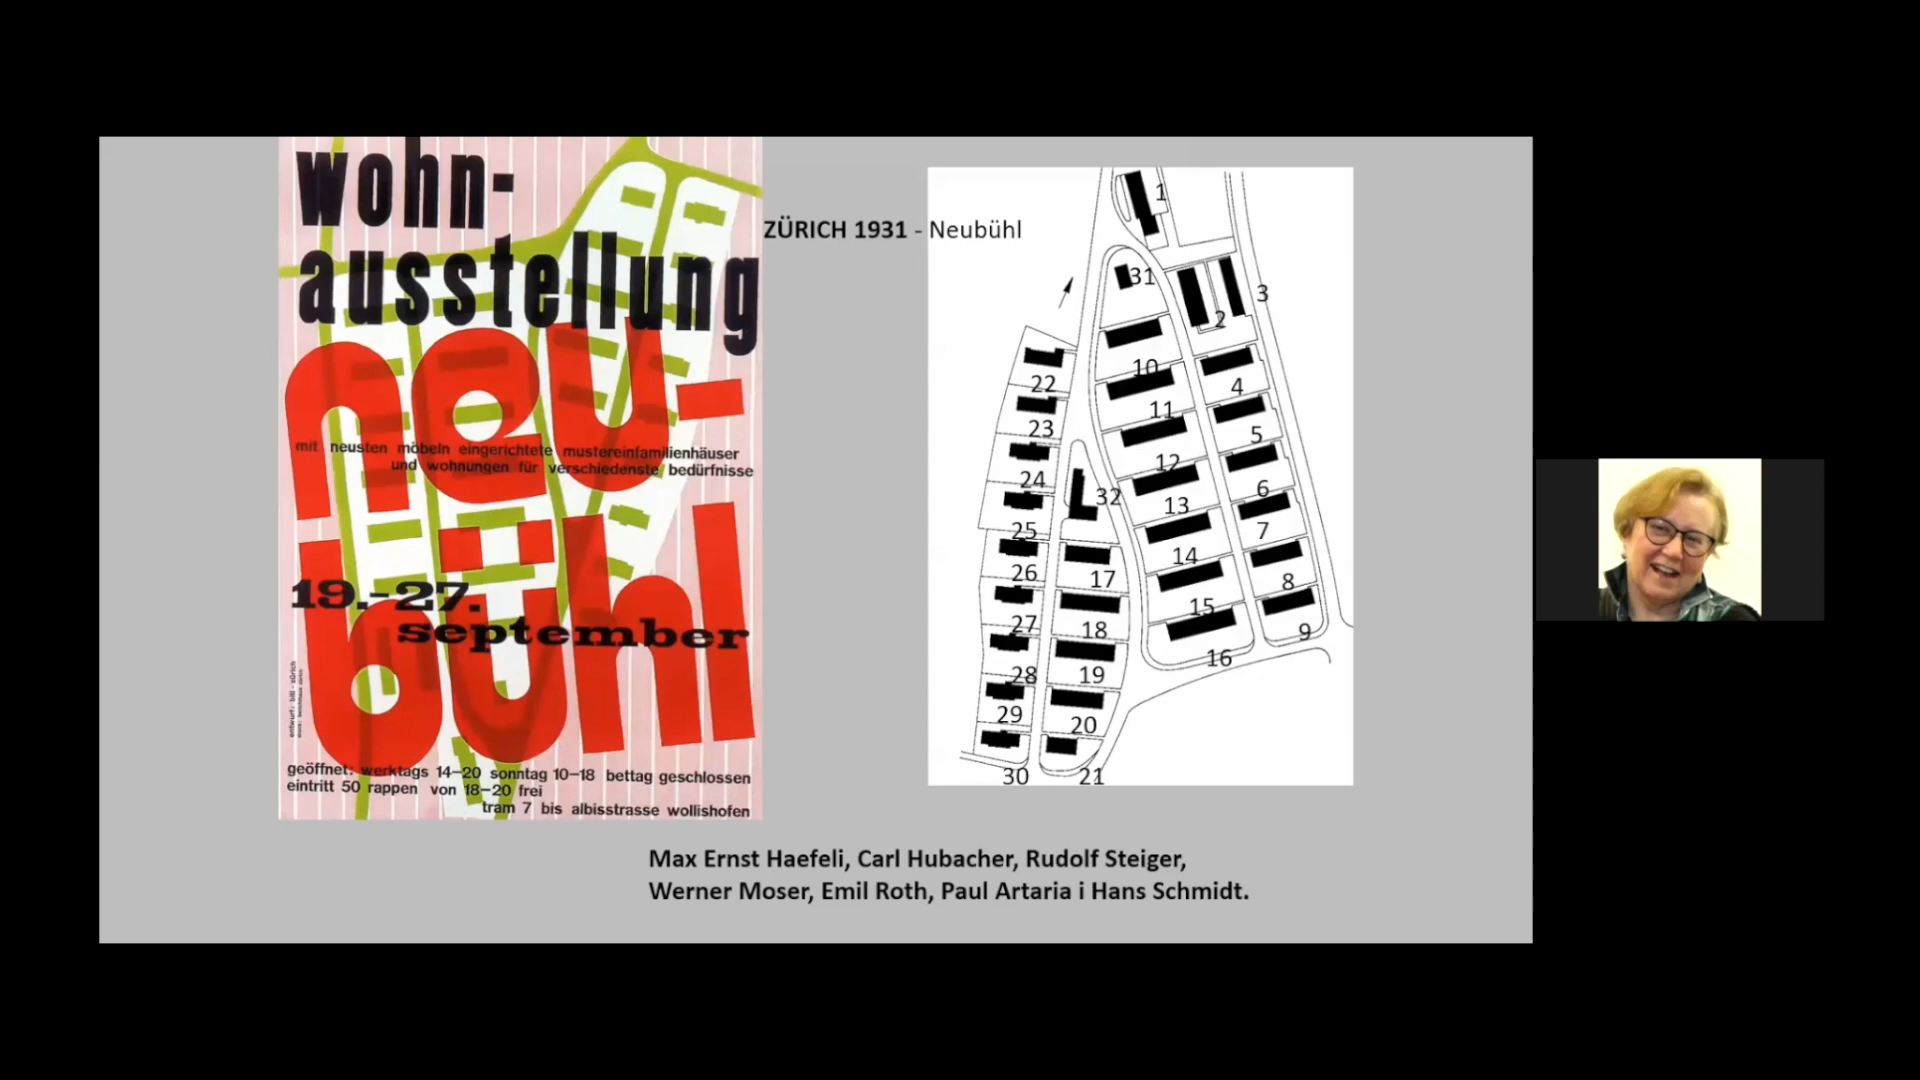 wohn-
ausstellung
neu-
mit neusten möbeln eingerichtete mustereinfamilienhäuser
und wohnungen für verschiedenste bedürfnisse
bühl
19.-27.
september
geöffnet: werktags 14–20 sonntag 10–18 bettag geschlossen
eintritt 50 rappen von 18–20 frei
tram 7 bis albisstrasse wollishofen
entwurf: bill - zürich
ZÜRICH 1931 - Neubühl
1
31
3
2
10
4
22
11
5
23
12
6
24
32
13
7
25
14
26
17
8
15
27
18
9
16
28
19
29
20
30
21
Max Ernst Haefeli, Carl Hubacher, Rudolf Steiger,
Werner Moser, Emil Roth, Paul Artaria i Hans Schmidt.